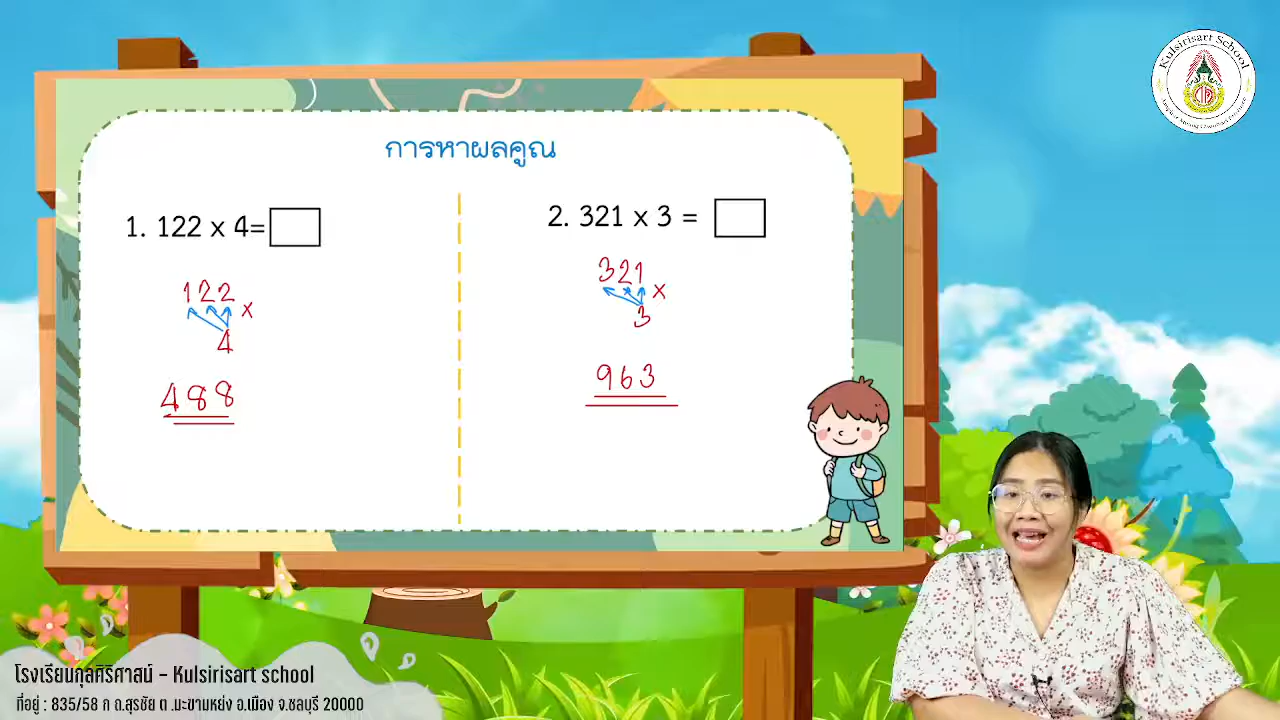 การหาผลคูณ
1. 122 x 4=
122
x
4
488
2. 321 x 3 =
321
x
3
963
Kulsirisart School
โรงเรียนกุลศิริศาสน์ - Kulsirisart school
ที่อยู่ : 835/58 ก ถ.สุรชัย ต .มะขามหย่ง อ.เมือง จ.ชลบุรี 20000